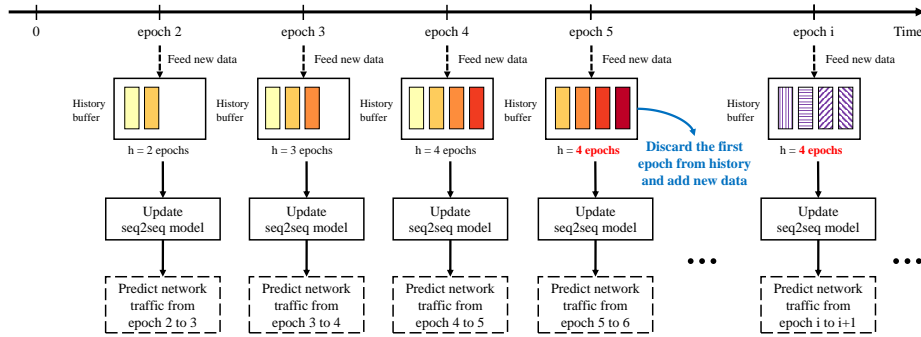 0
epoch 2
epoch 3
epoch 4
epoch 5
epoch i
Time
Feed new data
Feed new data
Feed new data
Feed new data
Feed new data
History
buffer
History
buffer
History
buffer
History
buffer
History
buffer
h = 2 epochs
h = 3 epochs
h = 4 epochs
h = 4 epochs
h = 4 epochs
Discard the first
epoch from history
and add new data
Update
seq2seq model
Update
seq2seq model
Update
seq2seq model
Update
seq2seq model
Update
seq2seq model
Predict network
traffic from
epoch 2 to 3
Predict network
traffic from
epoch 3 to 4
Predict network
traffic from
epoch 4 to 5
Predict network
traffic from
epoch 5 to 6
Predict network
traffic from
epoch i to i+1